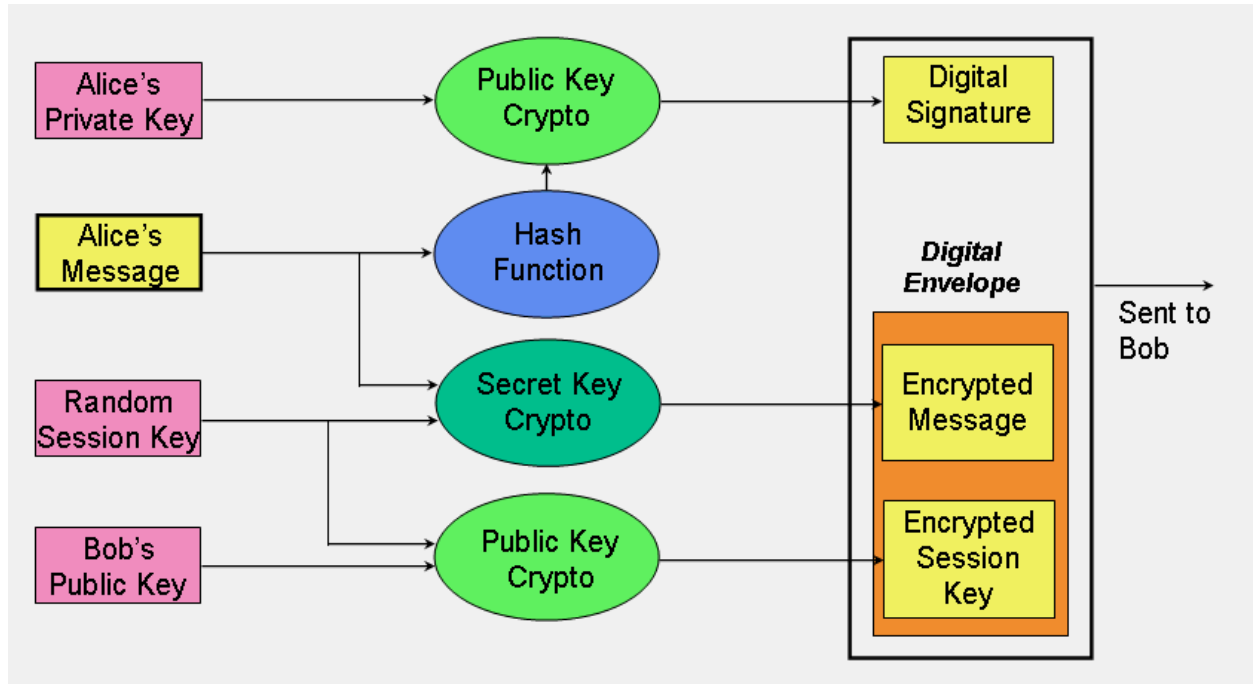 Alice's
Private Key
Public Key
Crypto
Digital
Signature
Alice's
Message
Hash
Function
Digital
Envelope
Sent to
Bob
Random
Session Key
Secret Key
Crypto
Encrypted
Message
Bob's
Public Key
Public Key
Crypto
Encrypted
Session
Key